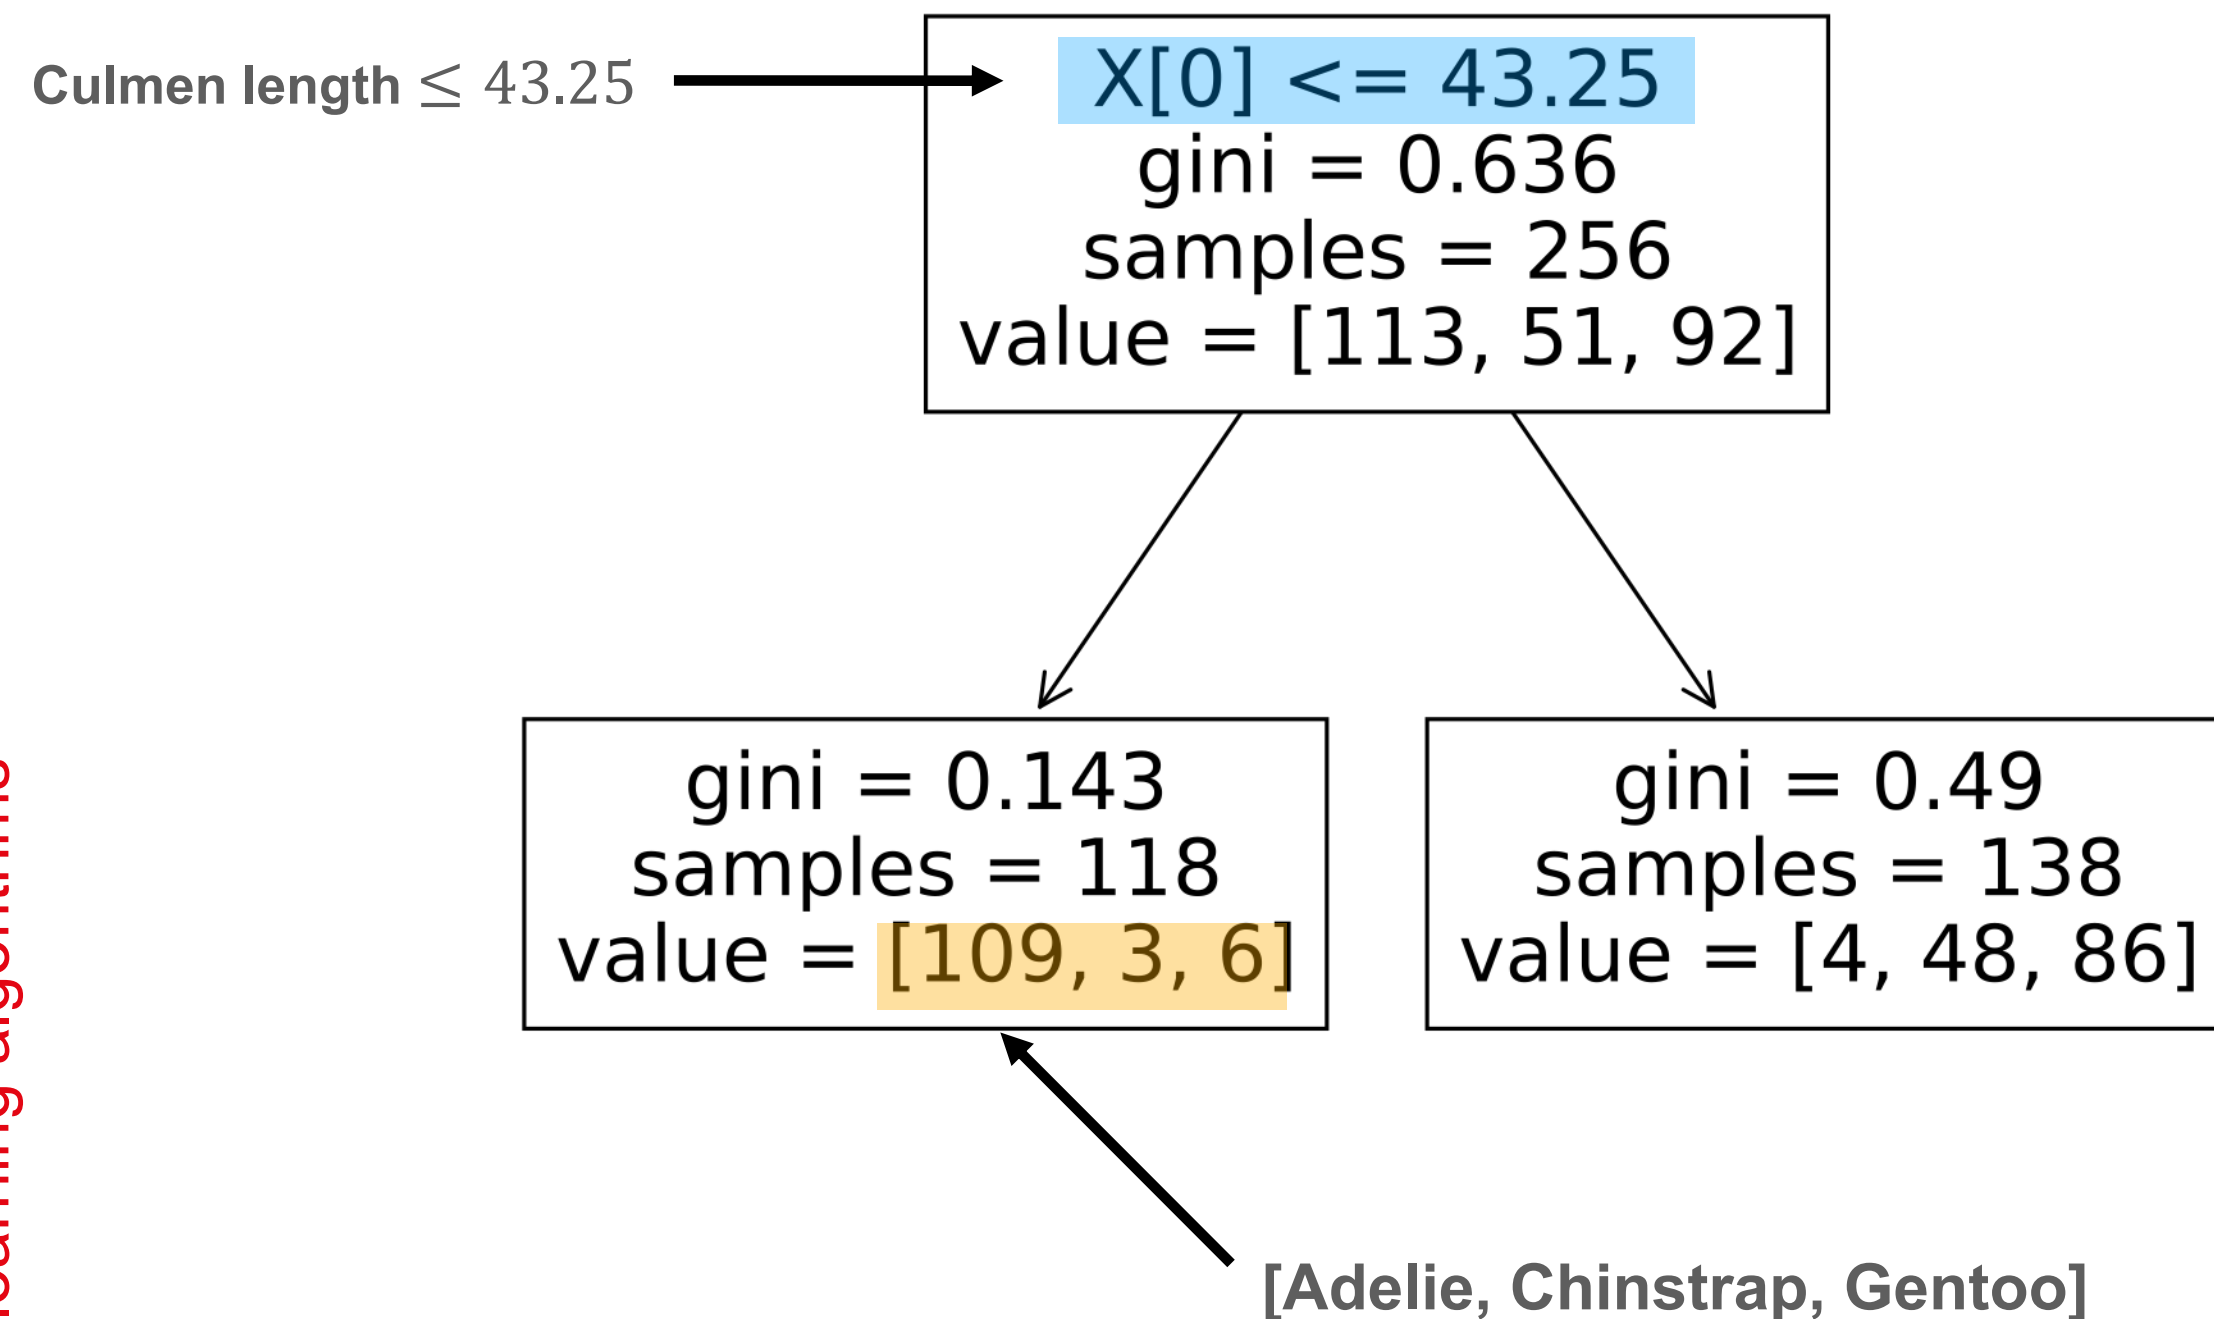 Culmen length ≤ 43.25
X[0] <= 43.25
gini = 0.636
samples = 256
value = [113, 51, 92]
gini = 0.143
samples = 118
value = [109, 3, 6]
gini = 0.49
samples = 138
value = [4, 48, 86]
[Adelie, Chinstrap, Gentoo]